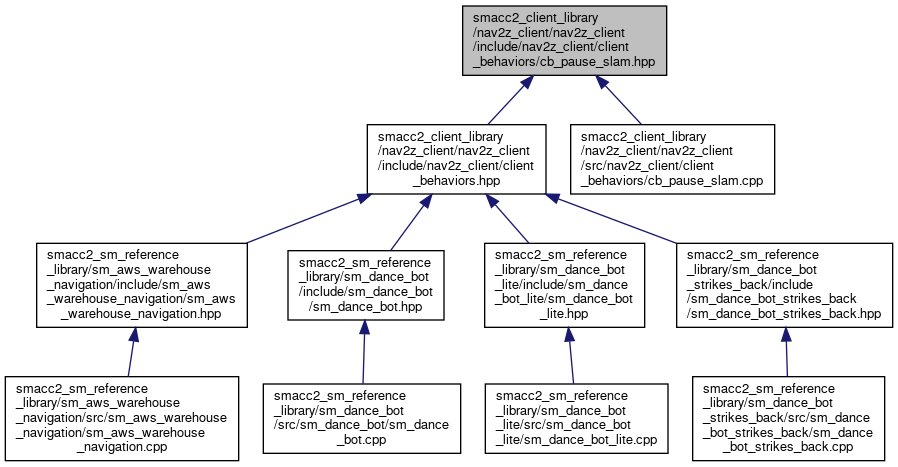 smacc2_client_library
/nav2z_client/nav2z_client
/include/nav2z_client/client
_behaviors/cb_pause_slam.hpp
smacc2_client_library
/nav2z_client/nav2z_client
/include/nav2z_client/client
_behaviors.hpp
smacc2_client_library
/nav2z_client/nav2z_client
/src/nav2z_client/client
_behaviors/cb_pause_slam.cpp
smacc2_sm_reference
_library/sm_aws_warehouse
_navigation/include/sm_aws
_warehouse_navigation/sm_aws
_warehouse_navigation.hpp
smacc2_sm_reference
_library/sm_dance_bot
/include/sm_dance_bot
/sm_dance_bot.hpp
smacc2_sm_reference
_library/sm_dance_bot
_lite/include/sm_dance
_bot_lite/sm_dance_bot
_lite.hpp
smacc2_sm_reference
_library/sm_dance_bot
_strikes_back/include
/sm_dance_bot_strikes_back
/sm_dance_bot_strikes_back.hpp
smacc2_sm_reference
_library/sm_aws_warehouse
_navigation/src/sm_aws_warehouse
_navigation/sm_aws_warehouse
_navigation.cpp
smacc2_sm_reference
_library/sm_dance_bot
/src/sm_dance_bot/sm_dance
_bot.cpp
smacc2_sm_reference
_library/sm_dance_bot
_lite/src/sm_dance_bot
_lite/sm_dance_bot_lite.cpp
smacc2_sm_reference
_library/sm_dance_bot
_strikes_back/src/sm_dance
_bot_strikes_back/sm_dance
_bot_strikes_back.cpp